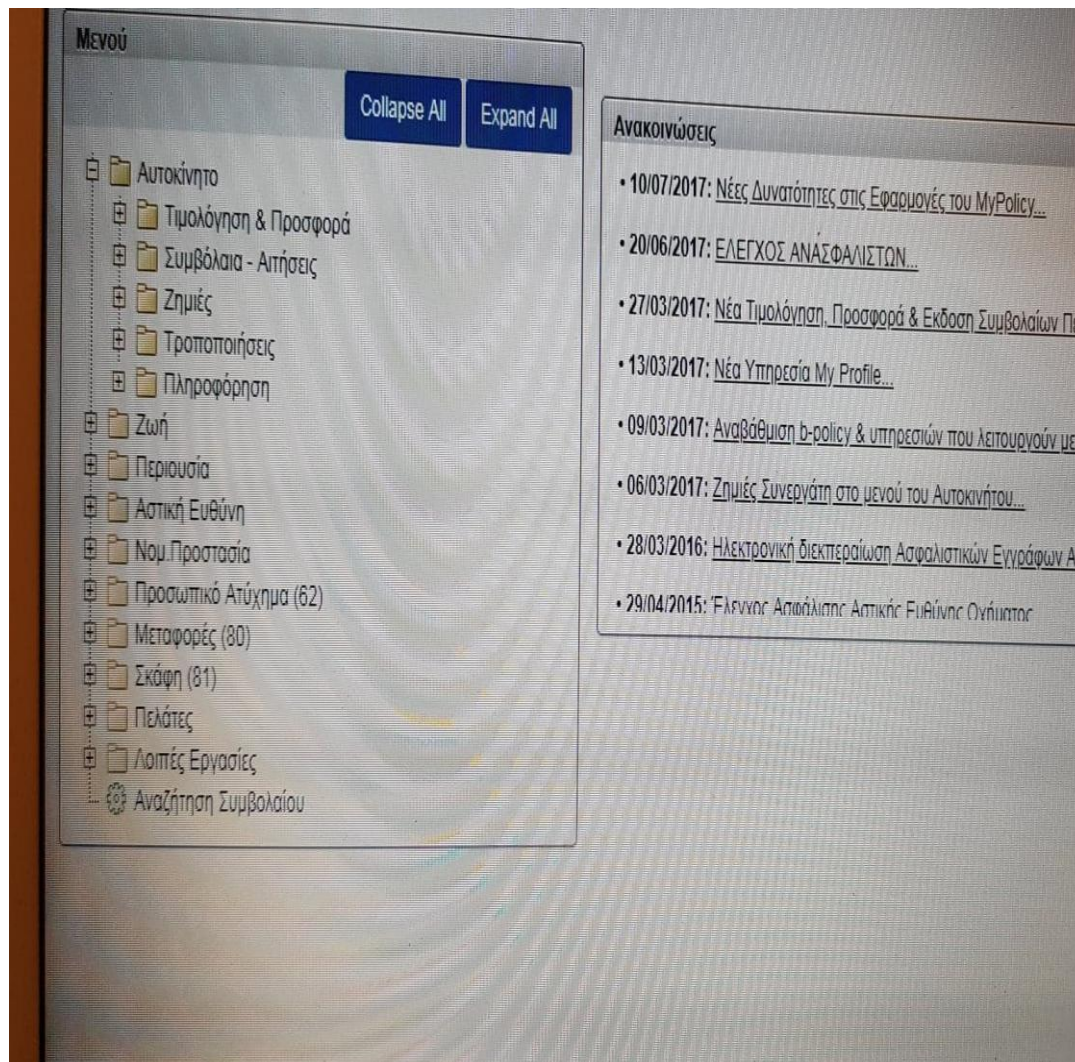 Μενού
Collapse All
Expand All
Αυτοκίνητο
Τιμολόγηση & Προσφορά
Συμβόλαια - Αιτήσεις
Ζημιές
Τροποποιήσεις
Πληροφόρηση
Ζωή
Περιουσία
Αστική Ευθύνη
Νομ.Προστασία
Προσωπικό Ατύχημα (62)
Μεταφορές (80)
Σκάφη (81)
Πελάτες
Λοιπές Εργασίες
Αναζήτηση Συμβολαίου
Ανακοινώσεις
• 10/07/2017: Νέες Δυνατότητες στις Εφαρμογές του MyPolicy...
• 20/06/2017: ΕΛΕΓΧΟΣ ΑΝΑΣΦΑΛΙΣΤΩΝ...
• 27/03/2017: Νέα Τιμολόγηση, Προσφορά & Εκδοση Συμβολαίων
• 13/03/2017: Νέα Υπηρεσία My Profile...
• 09/03/2017: Αναβάθμιση b-policy & υπηρεσιών που λειτουργούν με
• 06/03/2017: Ζημιές Συνεργάτη στο μενού του Αυτοκινήτου...
• 28/03/2016: Ηλεκτρονική διεκπεραίωση Ασφαλιστικών Εγγράφων
• 29/04/2015: Έλεγχος Ασφάλισης Αστικής Ευθύνης Οχήματος